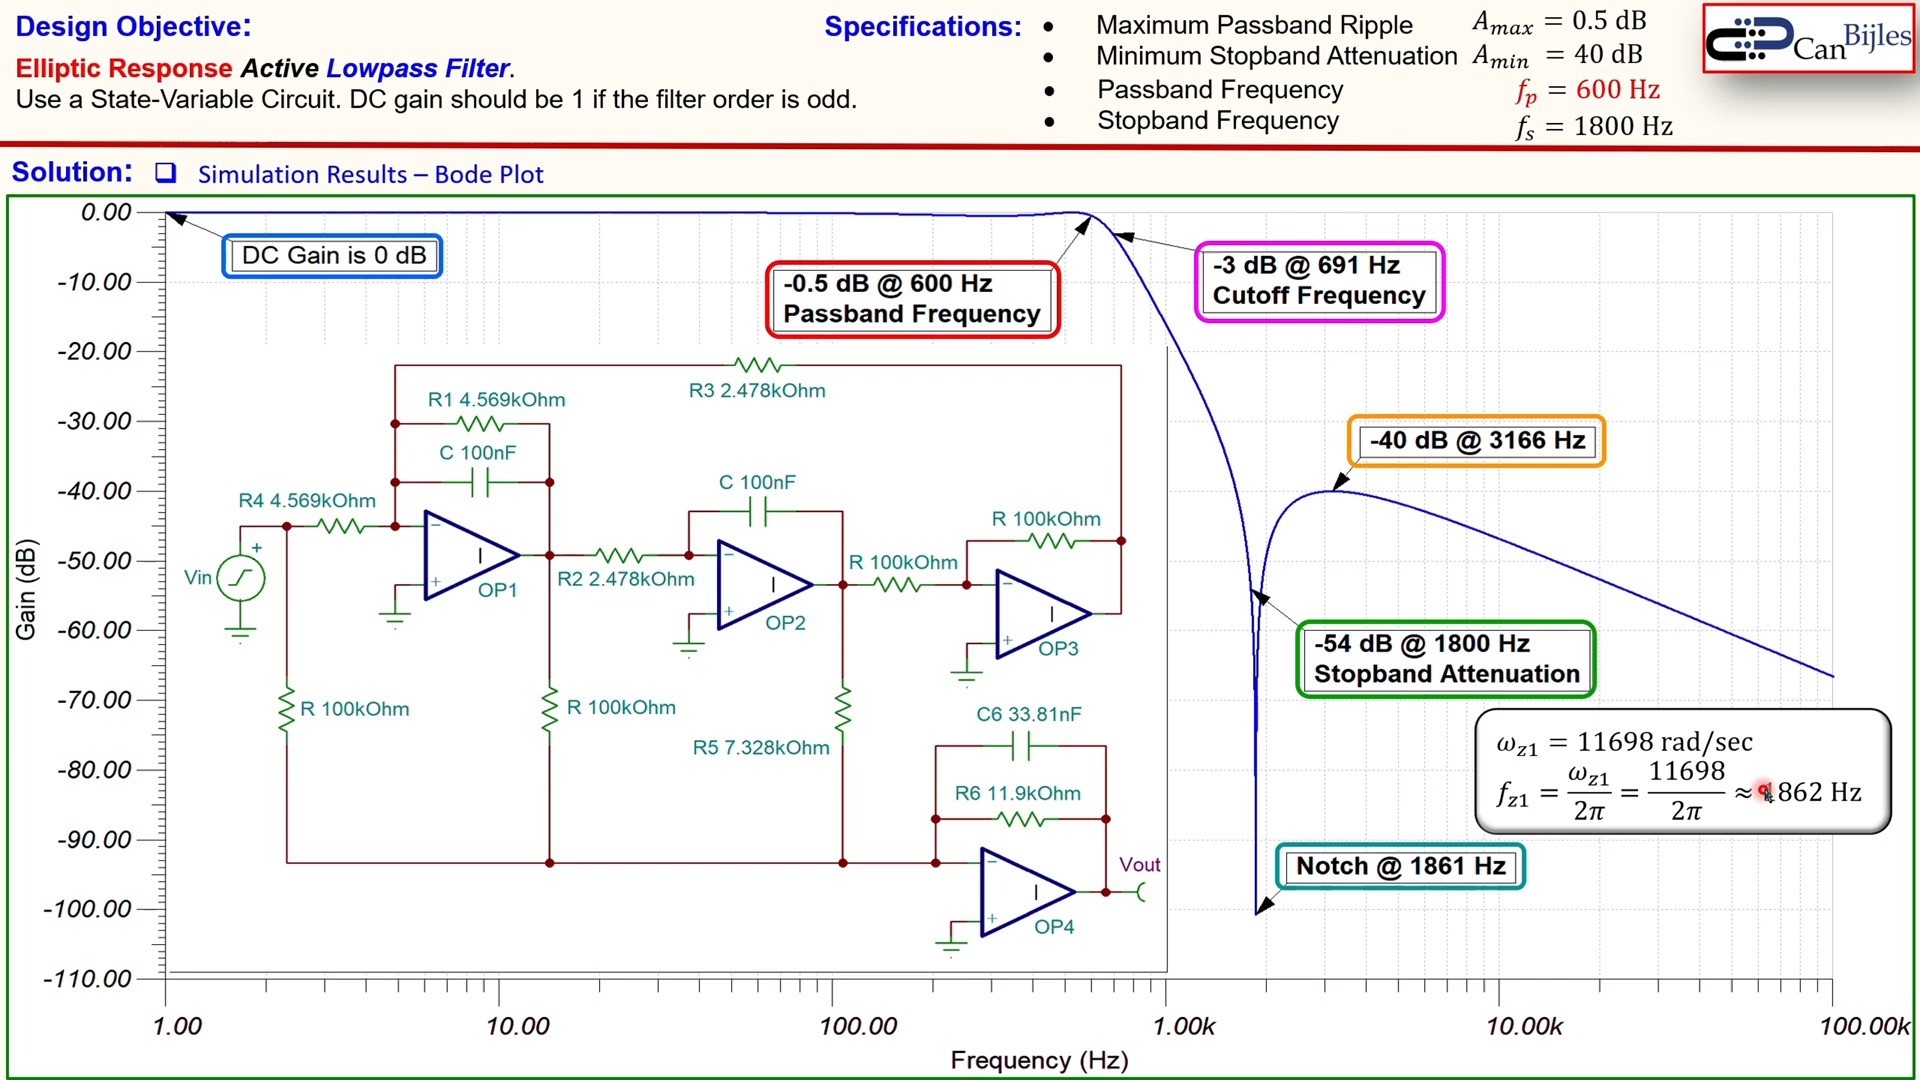 Design Objective:
Elliptic Response Active Lowpass Filter.
Use a State-Variable Circuit. DC gain should be 1 if the filter order is odd.
Specifications:
• Maximum Passband Ripple A_max = 0.5 dB
• Minimum Stopband Attenuation A_min = 40 dB
• Passband Frequency f_p = 600 Hz
• Stopband Frequency f_s = 1800 Hz
CanBijles
Solution: ❑ Simulation Results – Bode Plot
0.00
-10.00
-20.00
-30.00
-40.00
-50.00
-60.00
-70.00
-80.00
-90.00
-100.00
-110.00
Gain (dB)
DC Gain is 0 dB
-0.5 dB @ 600 Hz
Passband Frequency
-3 dB @ 691 Hz
Cutoff Frequency
-40 dB @ 3166 Hz
-54 dB @ 1800 Hz
Stopband Attenuation
ω_z1 = 11698 rad/sec
f_z1 = ω_z1/2π = 11698/2π ≈ 1862 Hz
Notch @ 1861 Hz
R3 2.478kOhm
R1 4.569kOhm
C 100nF
R4 4.569kOhm
C 100nF
R 100kOhm
Vin
+
−
+
OP1
R2 2.478kOhm
−
+
OP2
R 100kOhm
−
+
OP3
R 100kOhm
R 100kOhm
R5 7.328kOhm
C6 33.81nF
R6 11.9kOhm
−
+
OP4
Vout
1.00
10.00
100.00
1.00k
10.00k
100.00k
Frequency (Hz)